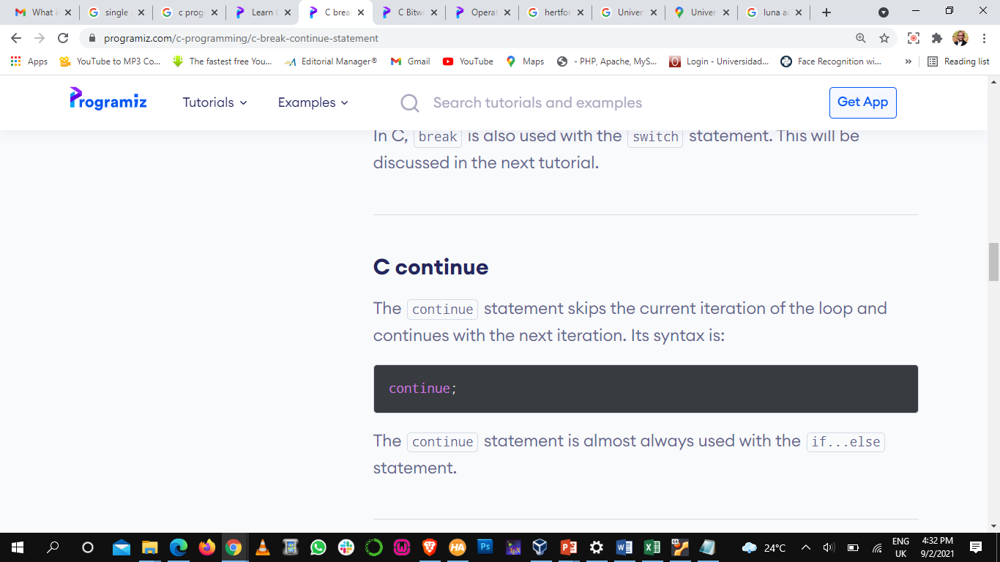 What i
single
c prog
Learn
C brea
C Bitw
Operat
hertfor
Univer
Univer
luna a
programiz.com/c-programming/c-break-continue-statement
Apps
YouTube to MP3 Co...
The fastest free You...
Editorial Manager®
Gmail
YouTube
Maps
- PHP, Apache, MyS...
Login - Universidad...
Face Recognition wi...
»
Reading list
Programiz
Tutorials
Examples
Search tutorials and examples
Get App
In C, break is also used with the switch statement. This will be
discussed in the next tutorial.
C continue
The continue statement skips the current iteration of the loop and
continues with the next iteration. Its syntax is:
continue;
The continue statement is almost always used with the if...else
statement.
HA
Ps
24°C
ENG
UK
4:32 PM
9/2/2021